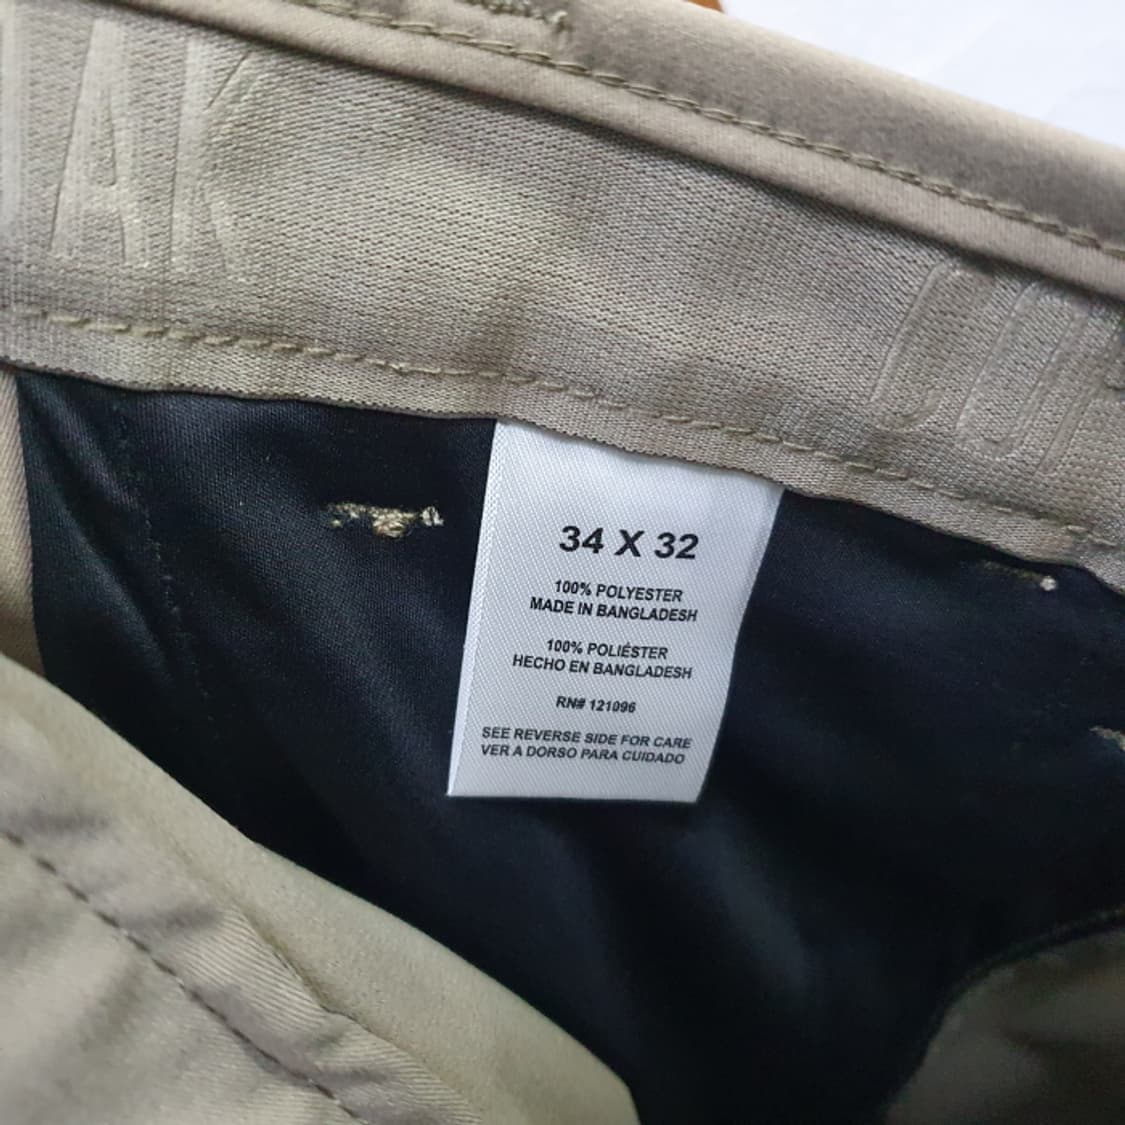 34 X 32
100% POLYESTER
MADE IN BANGLADESH
100% POLIÉSTER
HECHO EN BANGLADESH
RN# 121096
SEE REVERSE SIDE FOR CARE
VER A DORSO PARA CUIDADO